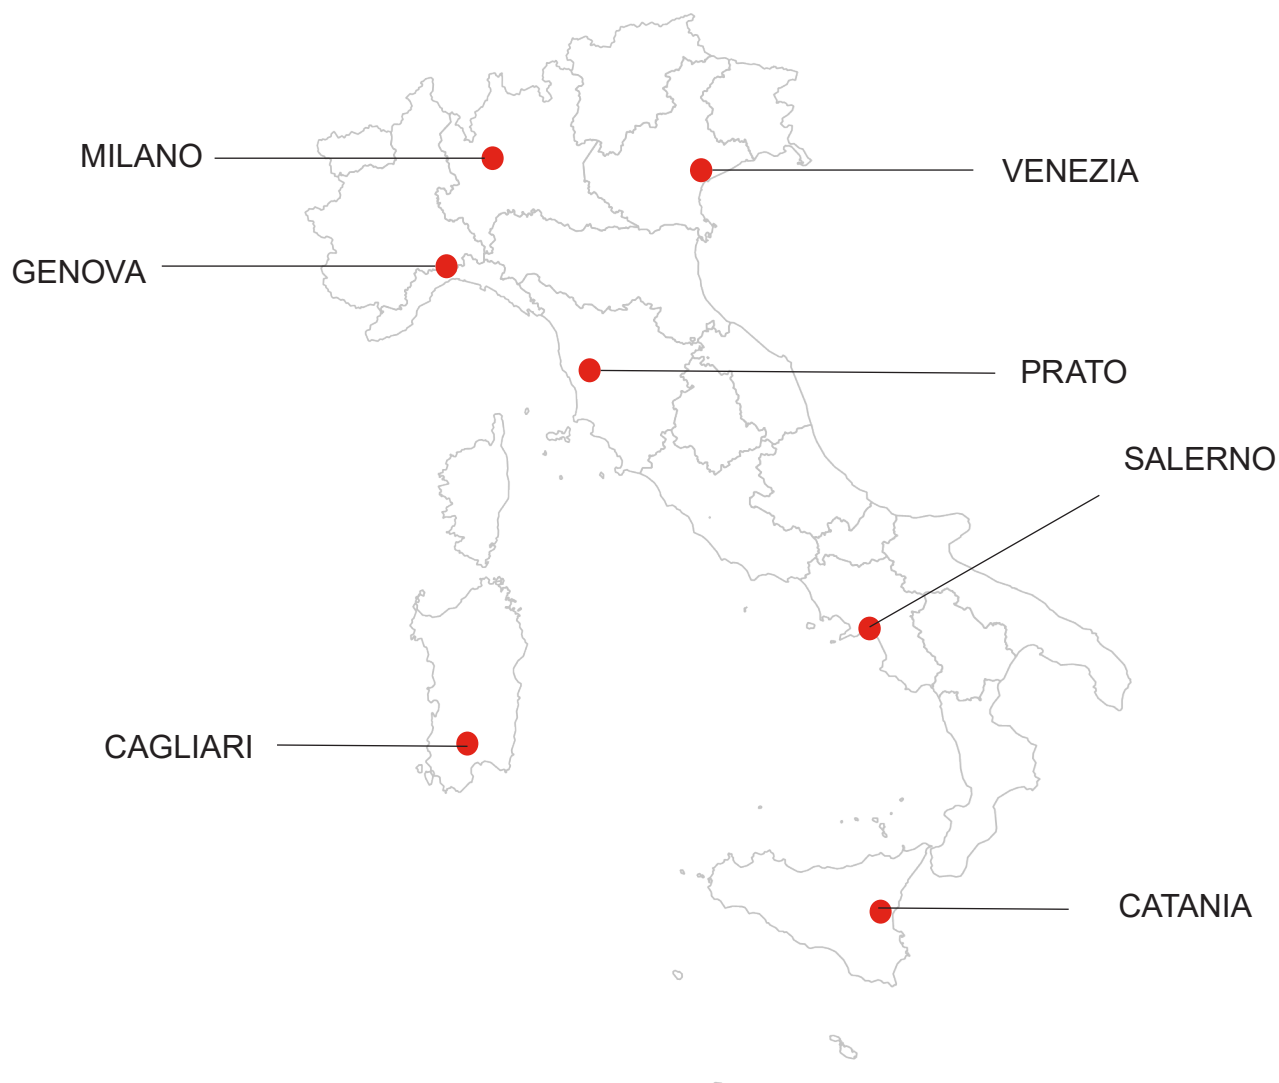 MILANO
VENEZIA
GENOVA
PRATO
SALERNO
CAGLIARI
CATANIA